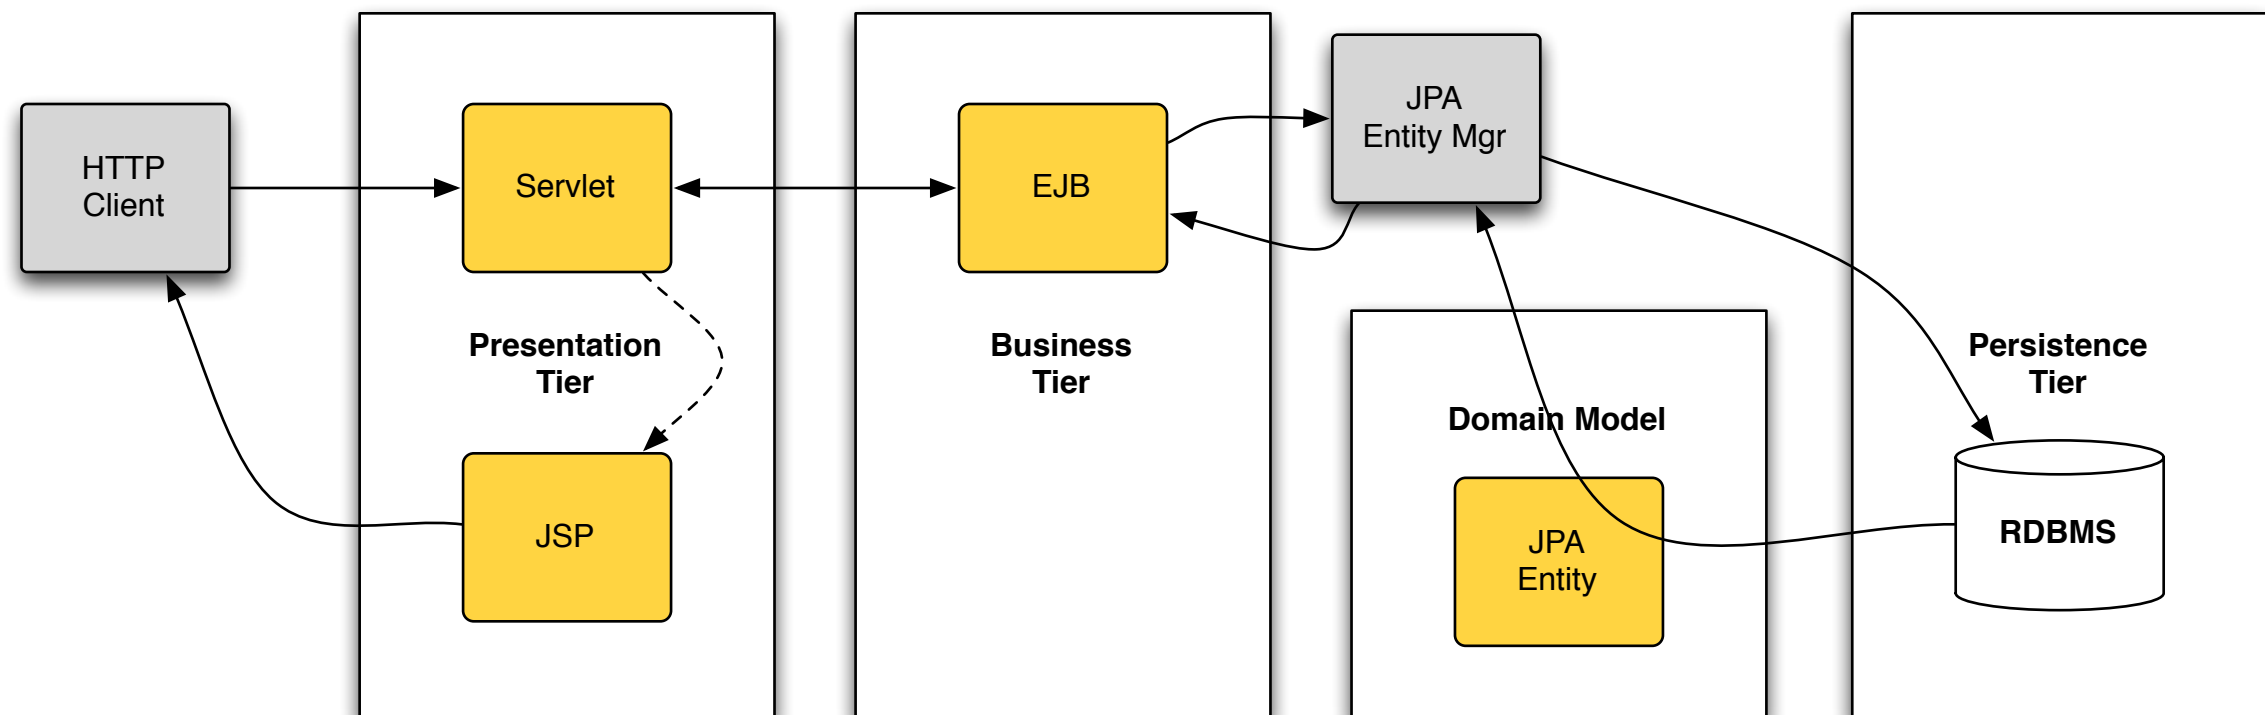 HTTP
Client
Servlet
Presentation
Tier
JSP
EJB
Business
Tier
JPA
Entity Mgr
Domain Model
JPA
Entity
Persistence
Tier
RDBMS